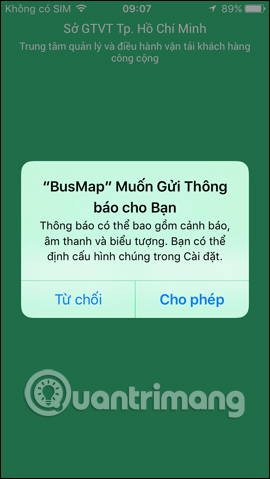 Không có SIM 09:07 89%
Sở GTVT Tp. Hồ Chí Minh
Trung tâm quản lý và điều hành vận tải khách hàng
công cộng
“BusMap” Muốn Gửi Thông
báo cho Bạn
Thông báo có thể bao gồm cảnh báo,
âm thanh và biểu tượng. Bạn có thể
định cấu hình chúng trong Cài đặt.
Từ chối Cho phép
Quantrimang